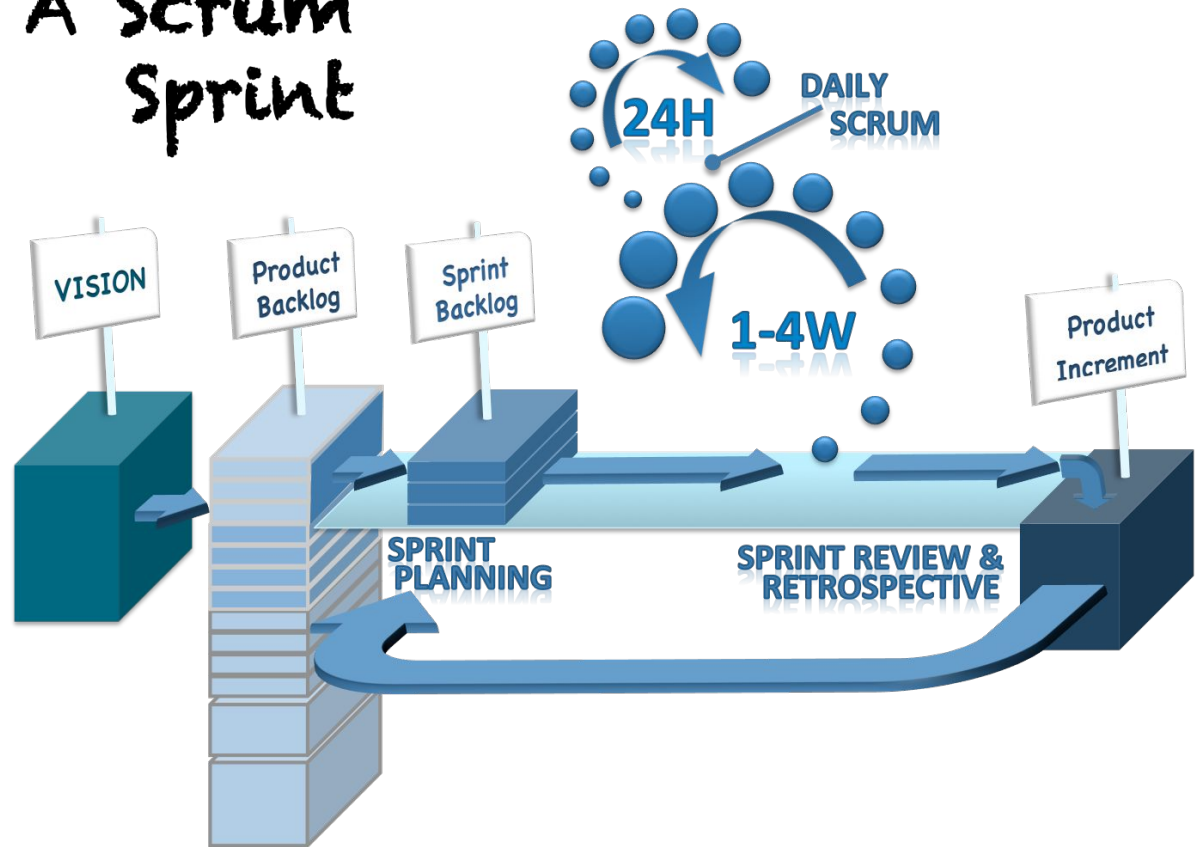 A Scrum
Sprint
24H
DAILY
SCRUM
VISION
Product
Backlog
Sprint
Backlog
1-4W
Product
Increment
SPRINT
PLANNING
SPRINT REVIEW &
RETROSPECTIVE